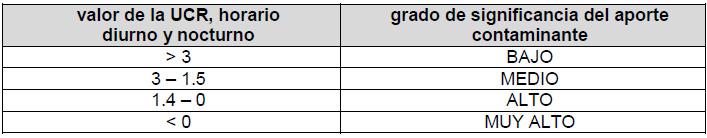 valor de la UCR, horario grado de significancia del aporte
diurno y nocturno contaminante
> 3 BAJO
3 – 1.5 MEDIO
1.4 – 0 ALTO
< 0 MUY ALTO